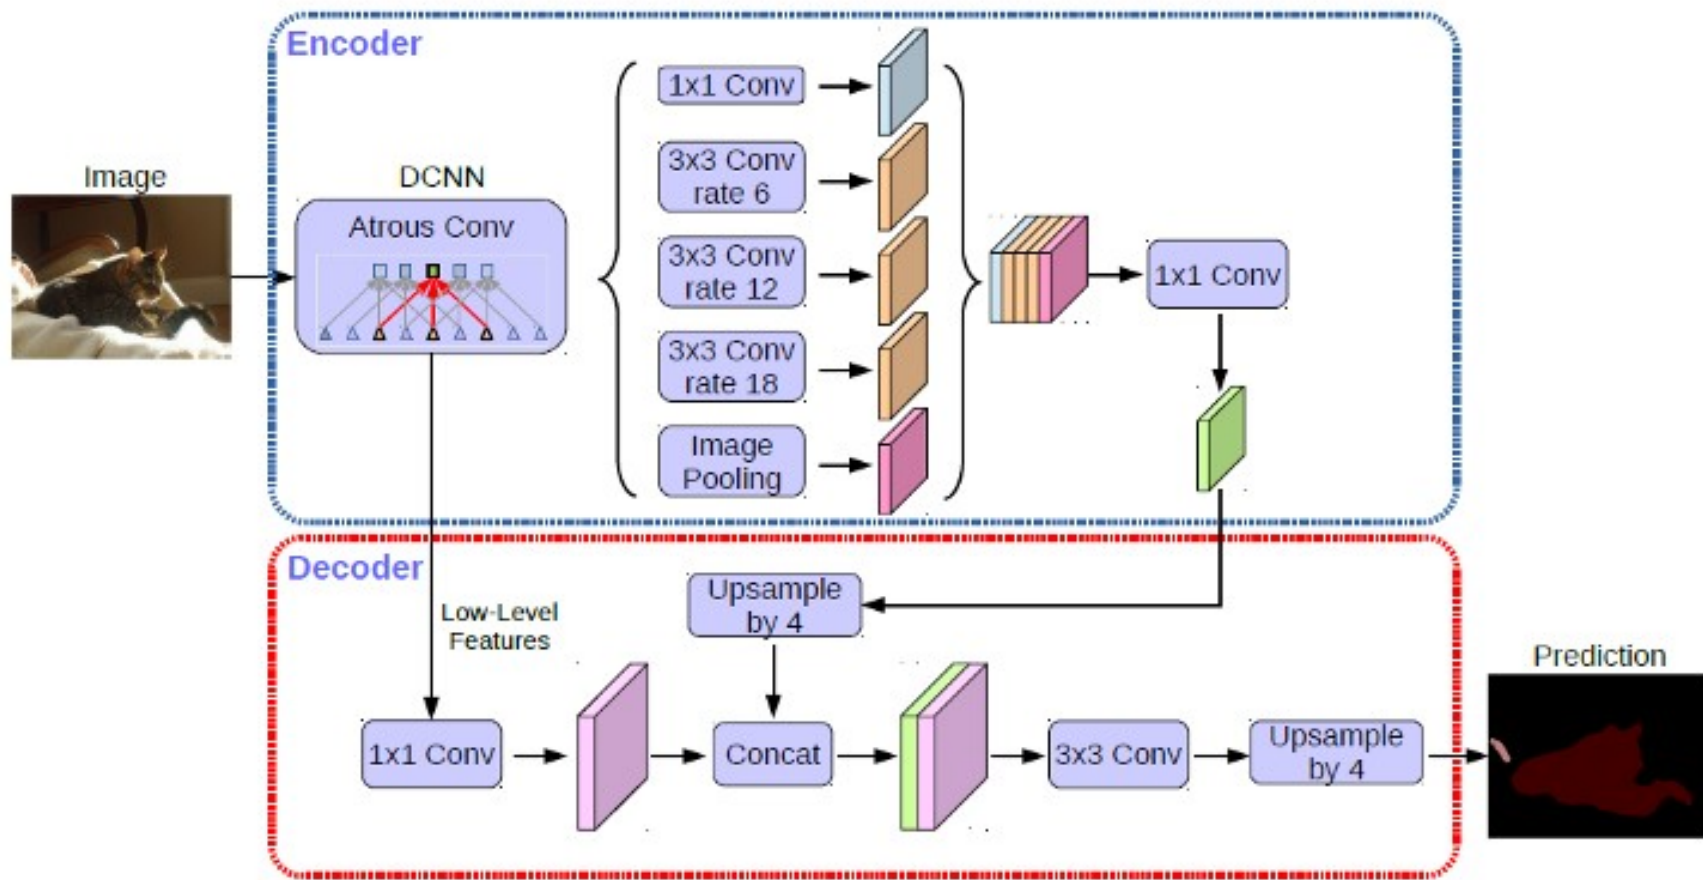 Encoder
Image
DCNN
Atrous Conv
1x1 Conv
3x3 Conv
rate 6
3x3 Conv
rate 12
3x3 Conv
rate 18
Image
Pooling
1x1 Conv
Decoder
Low-Level
Features
Upsample
by 4
1x1 Conv
Concat
3x3 Conv
Upsample
by 4
Prediction